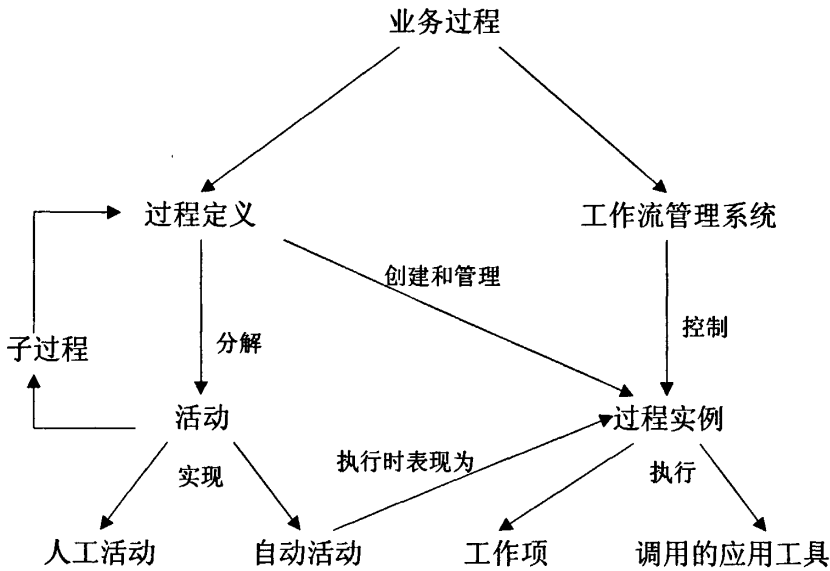 业务过程
过程定义
工作流管理系统
创建和管理
控制
子过程
分解
活动
过程实例
实现
执行时表现为
执行
人工活动
自动活动
工作项
调用的应用工具